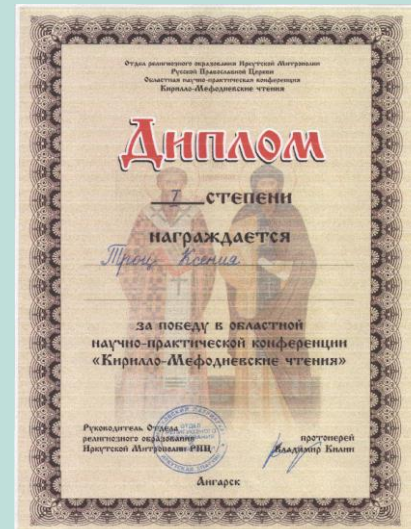 Отдел религиозного образования Иркутской Митрополии
Русской Православной Церкви
Областная научно-практическая конференция
Кирилло-Мефодиевские чтения
Диплом
I степени
награждается
Троц Ксения
за победу в областной
научно-практической конференции
«Кирилло-Мефодиевские чтения»
Руководитель Отдела
религиозного образования
Иркутской Митрополии РПЦ
протоиерей
Владимир Килин
Ангарск